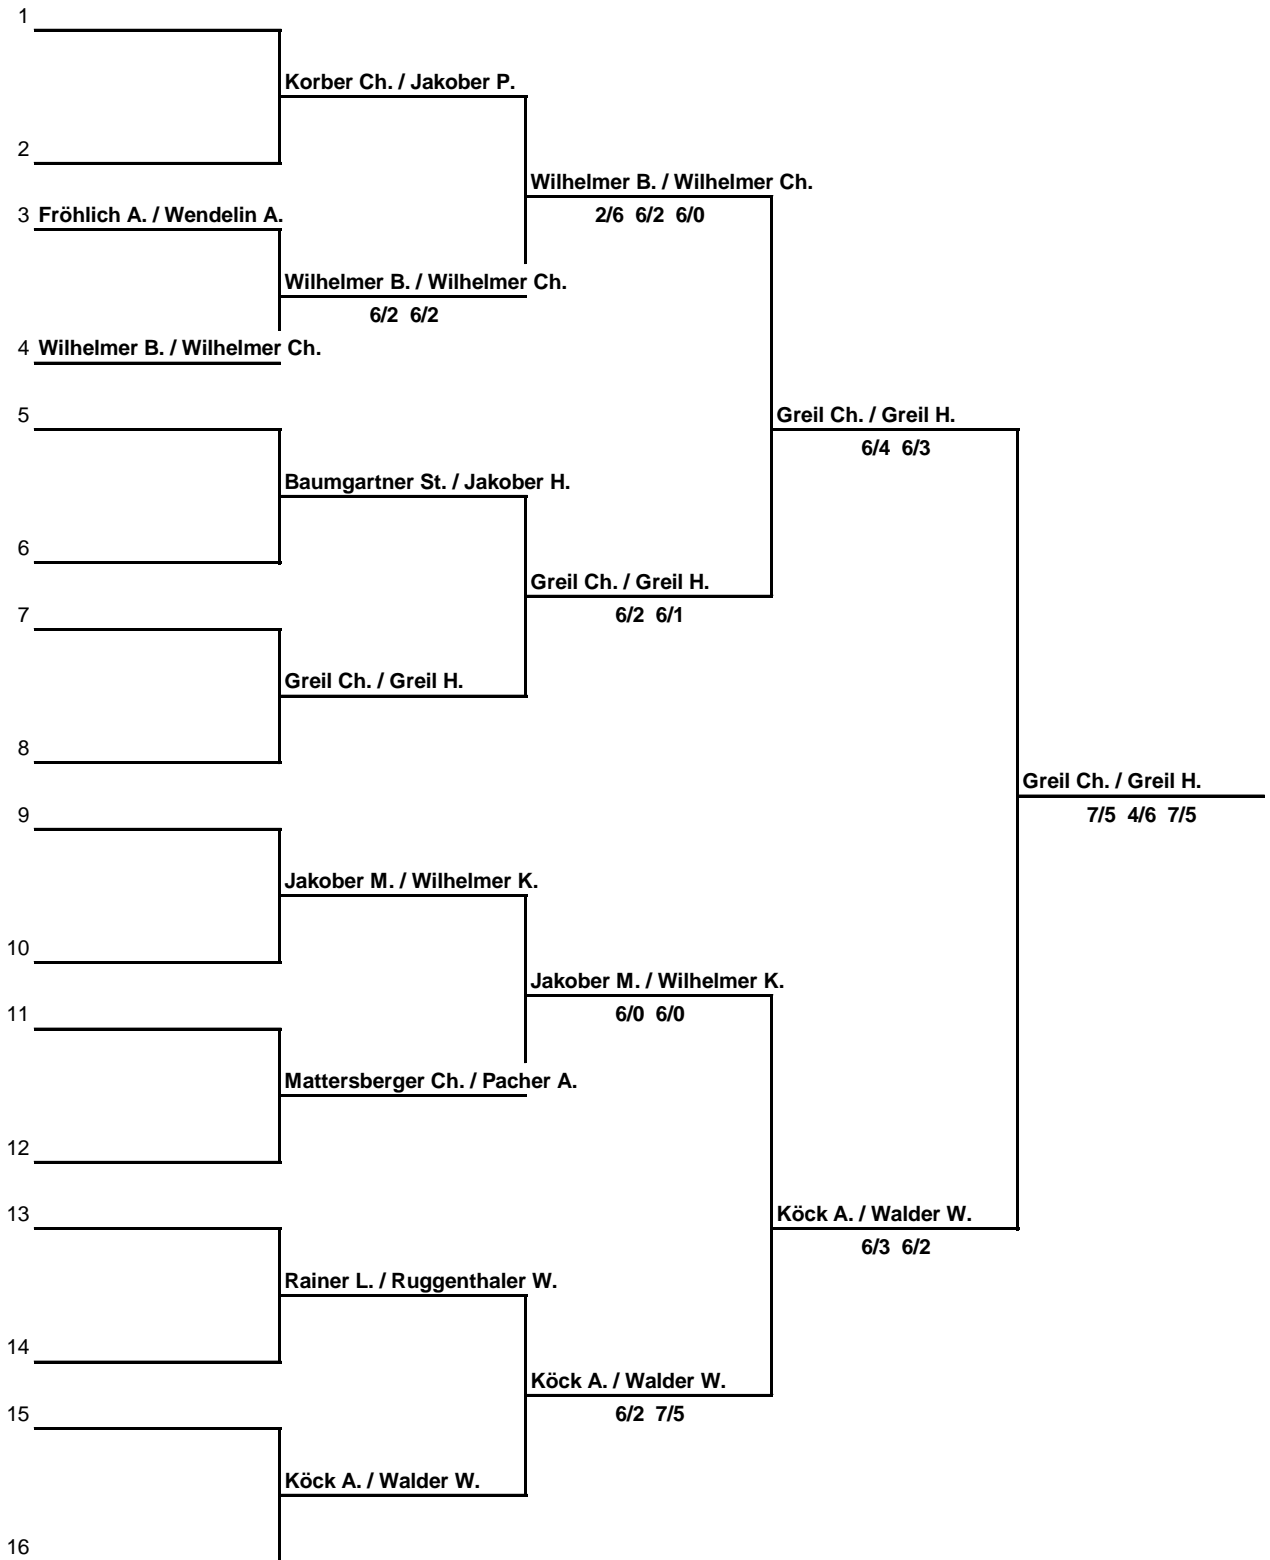 1
Korber Ch. / Jakober P.
2
Wilhelmer B. / Wilhelmer Ch.
3 Fröhlich A. / Wendelin A.
2/6 6/2 6/0
Wilhelmer B. / Wilhelmer Ch.
6/2 6/2
4 Wilhelmer B. / Wilhelmer Ch.
5
Greil Ch. / Greil H.
6/4 6/3
Baumgartner St. / Jakober H.
6
Greil Ch. / Greil H.
7
6/2 6/1
Greil Ch. / Greil H.
8
Greil Ch. / Greil H.
9
7/5 4/6 7/5
Jakober M. / Wilhelmer K.
10
Jakober M. / Wilhelmer K.
11
6/0 6/0
Mattersberger Ch. / Pacher A.
12
13
Köck A. / Walder W.
6/3 6/2
Rainer L. / Ruggenthaler W.
14
Köck A. / Walder W.
15
6/2 7/5
Köck A. / Walder W.
16